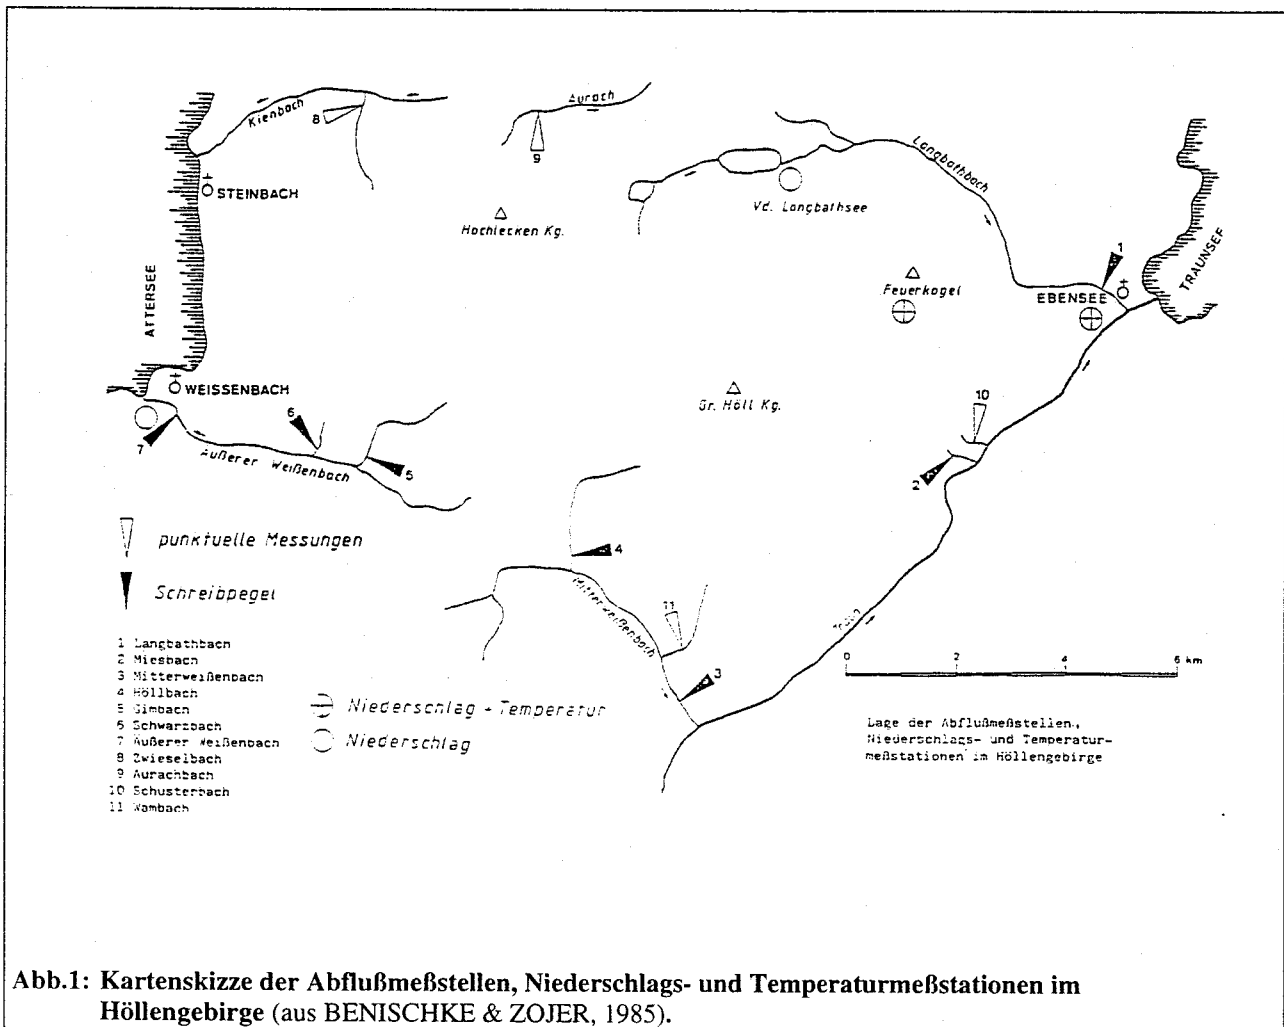 Kienbach
8
Aurach
9
STEINBACH
Hochlecken Kg.
Vd. Langbathsee
Langbathbach
1
TRAUNSEE
ATTERSEE
Feuerkogel
EBENSEE
WEISSENBACH
Gr. Höll Kg.
10
6
7
Äußerer Weißenbach
5
2
punktuelle Messungen
4
Schreibpegel
Mitterweißenbach
11
Traun
3
0 2 4 6 km
1 Langbathbach
2 Miesbach
3 Mitterweißenbach
4 Höllbach
5 Gimbach
6 Schwarzbach
7 Äußerer Weißenbach
8 Zwieselbach
9 Aurachbach
10 Schusterbach
11 Wambach
Niederschlag + Temperatur
Niederschlag
Lage der Abflußmeßstellen,
Niederschlags- und Temperatur-
meßstationen im Höllengebirge
Abb.1: Kartenskizze der Abflußmeßstellen, Niederschlags- und Temperaturmeßstationen im
Höllengebirge (aus BENISCHKE & ZOJER, 1985).